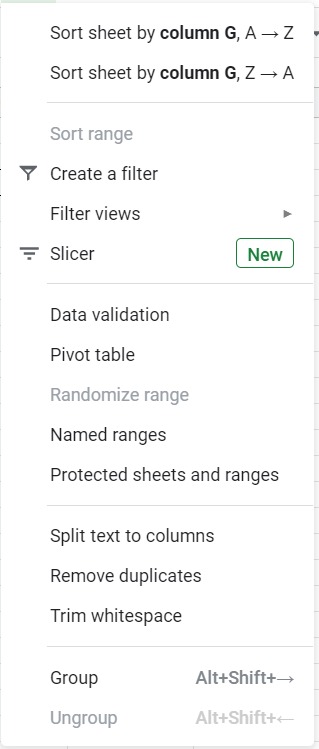 Sort sheet by column G, A → Z
Sort sheet by column G, Z → A
Sort range
Create a filter
Filter views ►
Slicer New
Data validation
Pivot table
Randomize range
Named ranges
Protected sheets and ranges
Split text to columns
Remove duplicates
Trim whitespace
Group Alt+Shift+→
Ungroup Alt+Shift+←